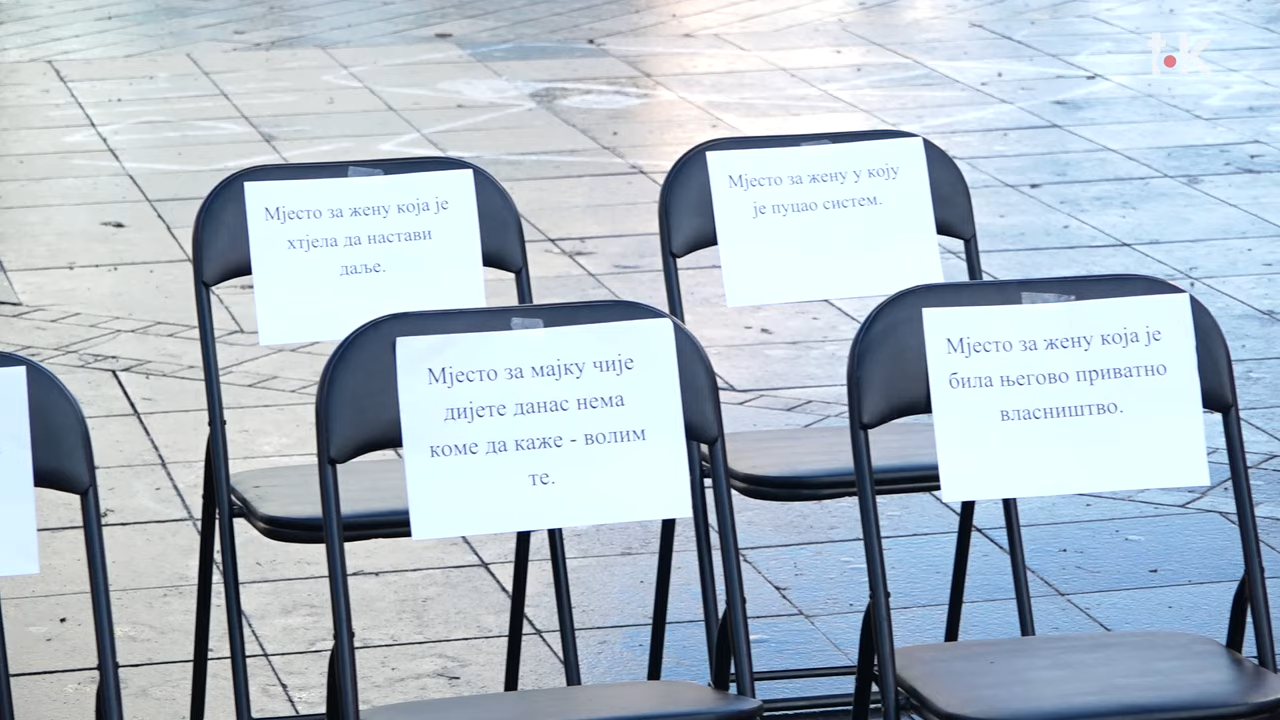 Мјесто за жену која је
хтјела да настави
даље.
Мјесто за жену у коју
је пуцао систем.
Мјесто за мајку чије
дијете данас нема
коме да каже - волим
те.
Мјесто за жену која је
била његово приватно
власништво.